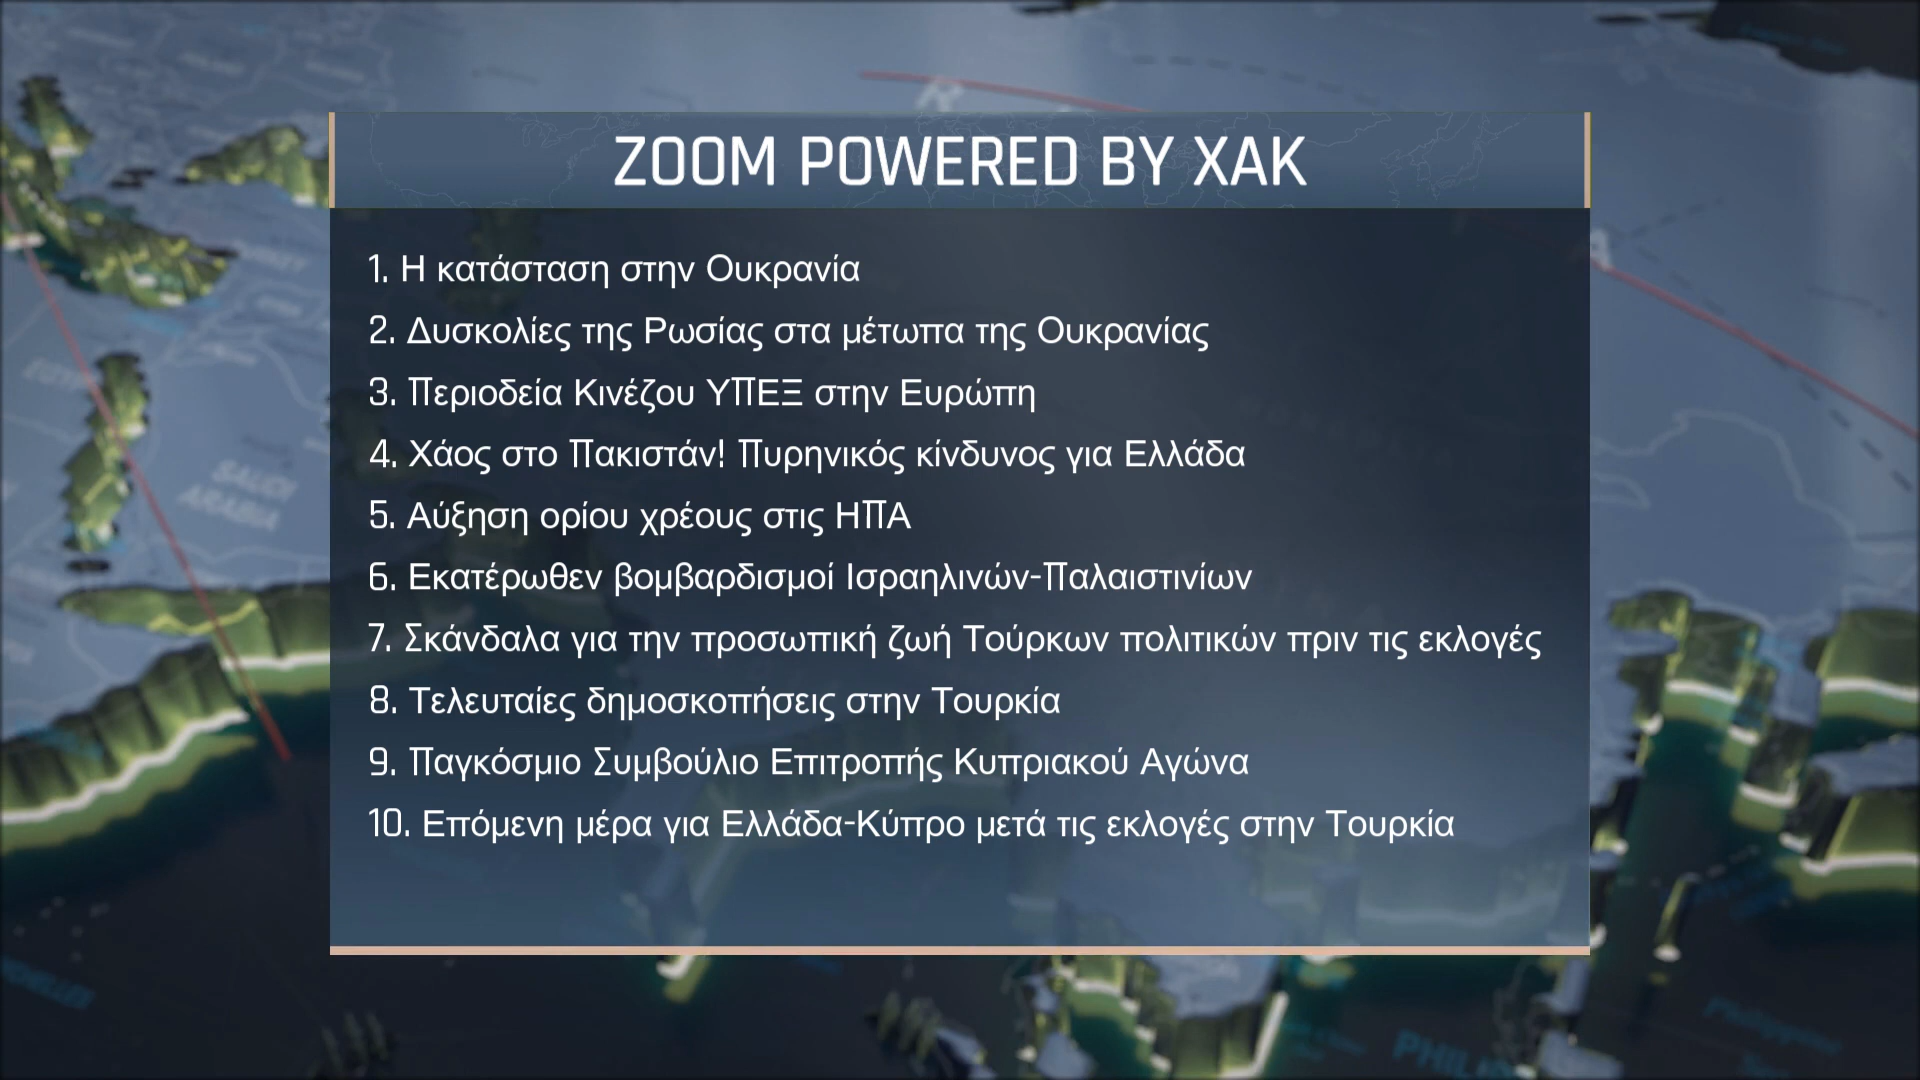 ZOOM POWERED BY XAK
1. Η κατάσταση στην Ουκρανία
2. Δυσκολίες της Ρωσίας στα μέτωπα της Ουκρανίας
3. Περιοδεία Κινέζου ΥΠΕΞ στην Ευρώπη
4. Χάος στο Πακιστάν! Πυρηνικός κίνδυνος για Ελλάδα
5. Αύξηση ορίου χρέους στις ΗΠΑ
6. Εκατέρωθεν βομβαρδισμοί Ισραηλινών-Παλαιστινίων
7. Σκάνδαλα για την προσωπική ζωή Τούρκων πολιτικών πριν τις εκλογές
8. Τελευταίες δημοσκοπήσεις στην Τουρκία
9. Παγκόσμιο Συμβούλιο Επιτροπής Κυπριακού Αγώνα
10. Επόμενη μέρα για Ελλάδα-Κύπρο μετά τις εκλογές στην Τουρκία
SAUDI
ARABIA